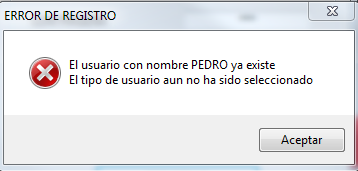 ERROR DE REGISTRO
El usuario con nombre PEDRO ya existe
El tipo de usuario aun no ha sido seleccionado
Aceptar